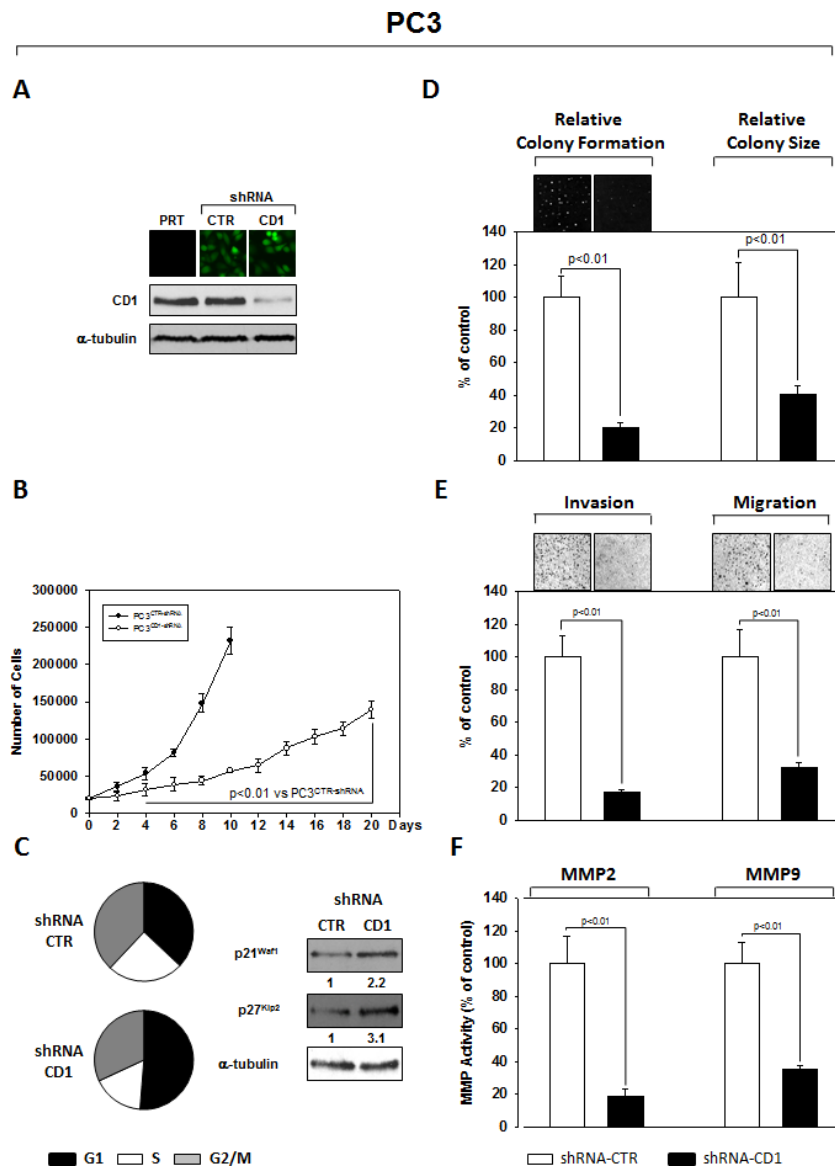 PC3
A
shRNA
PRT CTR CD1
CD1
α-tubulin
B
Number of Cells
300000
250000
200000
150000
100000
50000
0
PC3CTR-shRNA
PC3CD1-shRNA
p<0.01 vs PC3CTR-shRNA
0 2 4 6 8 10 12 14 16 18 20 Days
C
shRNA
CTR
shRNA
CD1
shRNA
CTR CD1
p21Waf1
1 2.2
p27Kip2
1 3.1
α-tubulin
G1 S G2/M
D
Relative
Colony Formation
Relative
Colony Size
% of control
140
120
100
80
60
40
20
0
p<0.01
p<0.01
E
Invasion
Migration
% of control
140
120
100
80
60
40
20
0
p<0.01
p<0.01
F
MMP2
MMP9
MMP Activity (% of control)
140
120
100
80
60
40
20
0
p<0.01
p<0.01
shRNA-CTR shRNA-CD1